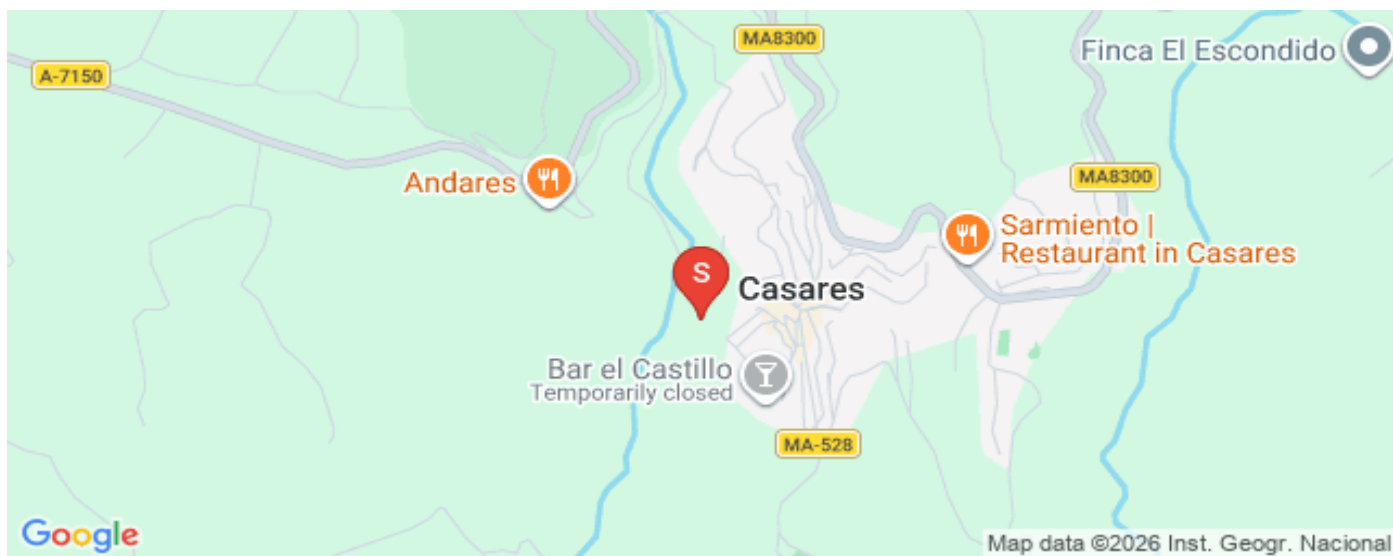 MA8300
Finca El Escondido
A-7150
Andares
MA8300
Sarmiento |
Restaurant in Casares
S
Casares
Bar el Castillo
Temporarily closed
MA-528
Google
Map data ©2026 Inst. Geogr. Nacional